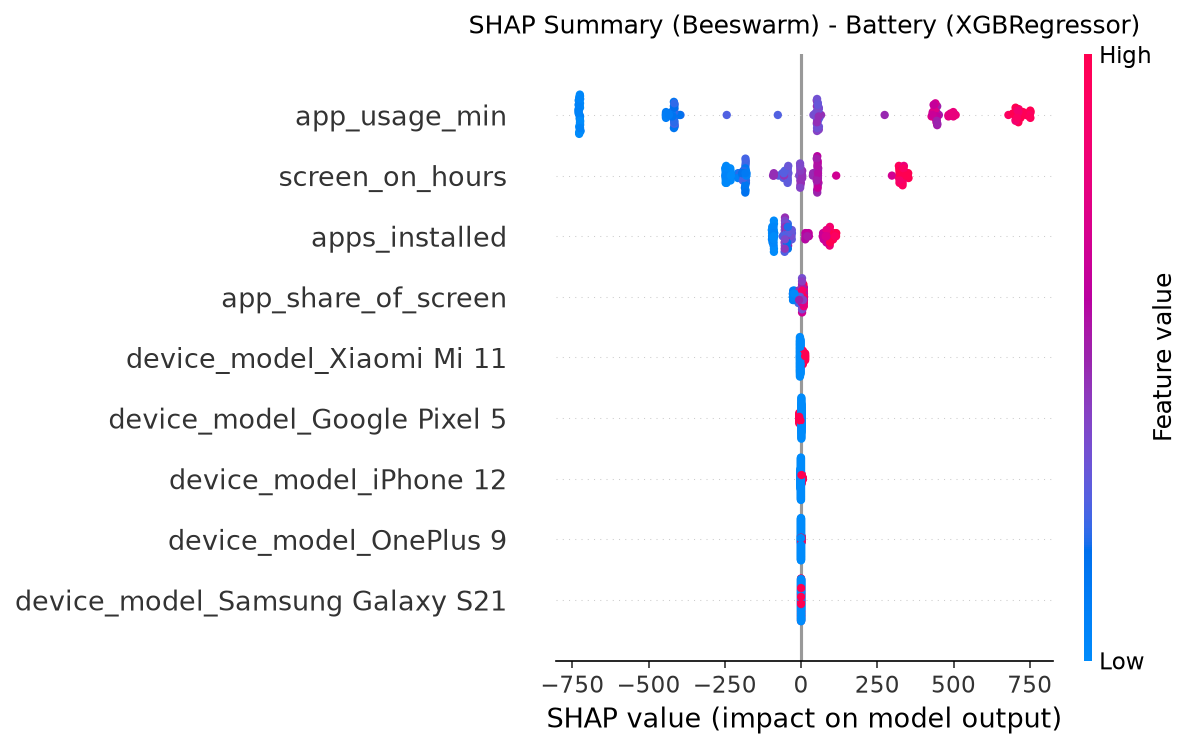 SHAP Summary (Beeswarm) - Battery (XGBRegressor)
High
app_usage_min
screen_on_hours
apps_installed
app_share_of_screen
device_model_Xiaomi Mi 11
device_model_Google Pixel 5
device_model_iPhone 12
device_model_OnePlus 9
device_model_Samsung Galaxy S21
Feature value
Low
−750 −500 −250 0 250 500 750
SHAP value (impact on model output)